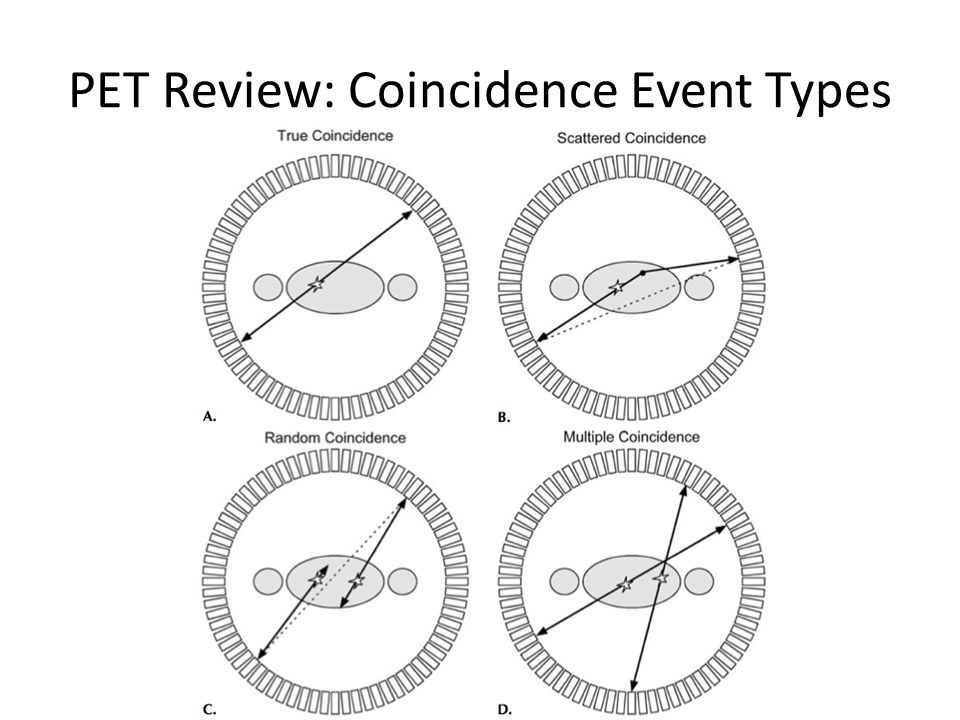 PET Review: Coincidence Event Types
True Coincidence
Scattered Coincidence
A.
B.
Random Coincidence
Multiple Coincidence
C.
D.